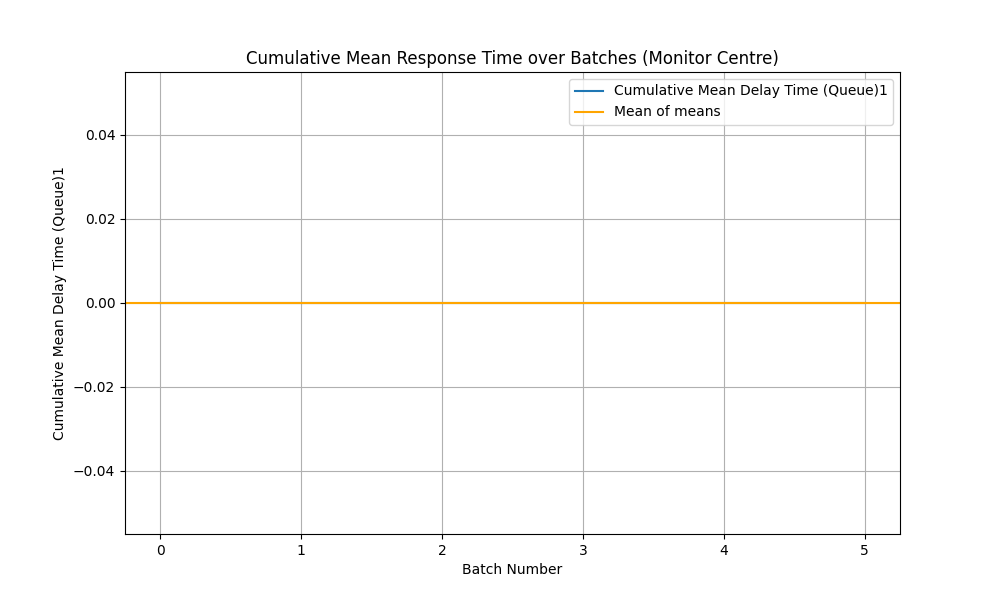 Cumulative Mean Response Time over Batches (Monitor Centre)
Cumulative Mean Delay Time (Queue)1
Mean of means
Cumulative Mean Delay Time (Queue)1
0.04
0.02
0.00
−0.02
−0.04
0 1 2 3 4 5
Batch Number